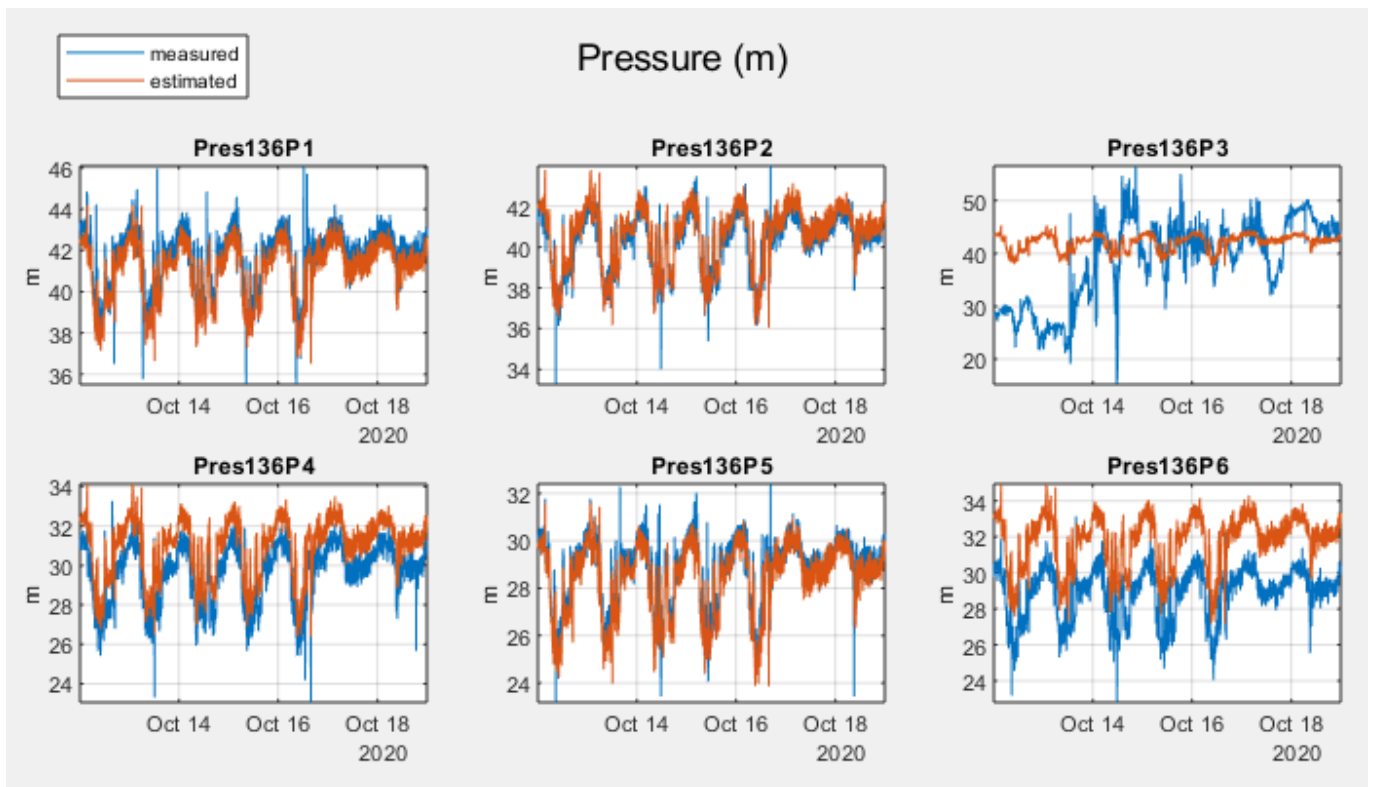 measured
estimated
Pressure (m)
Pres136P1
46
44
42
40
38
36
m
Oct 14 Oct 16 Oct 18
2020
Pres136P2
42
40
38
36
34
m
Oct 14 Oct 16 Oct 18
2020
Pres136P3
50
40
30
20
m
Oct 14 Oct 16 Oct 18
2020
Pres136P4
34
32
30
28
26
24
m
Oct 14 Oct 16 Oct 18
2020
Pres136P5
32
30
28
26
24
m
Oct 14 Oct 16 Oct 18
2020
Pres136P6
34
32
30
28
26
24
m
Oct 14 Oct 16 Oct 18
2020